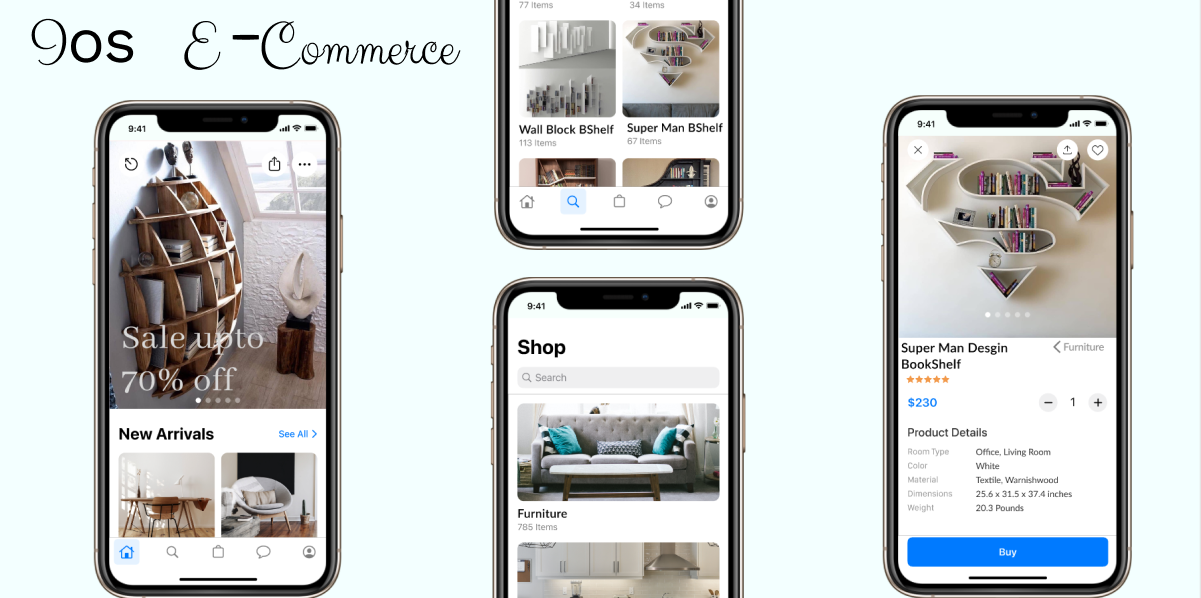 Ios E-Commerce
9:41
Sale upto
70% off
New Arrivals
See All
77 Items
34 Items
Wall Block BShelf
Super Man BShelf
113 Items
67 Items
9:41
Shop
Search
Furniture
785 Items
9:41
Super Man Desgin
BookShelf
Furniture
$230
1
Product Details
Room Type Office, Living Room
Color White
Material Textile, Warnishwood
Dimensions 25.6 x 31.5 x 37.4 inches
Weight 20.3 Pounds
Buy